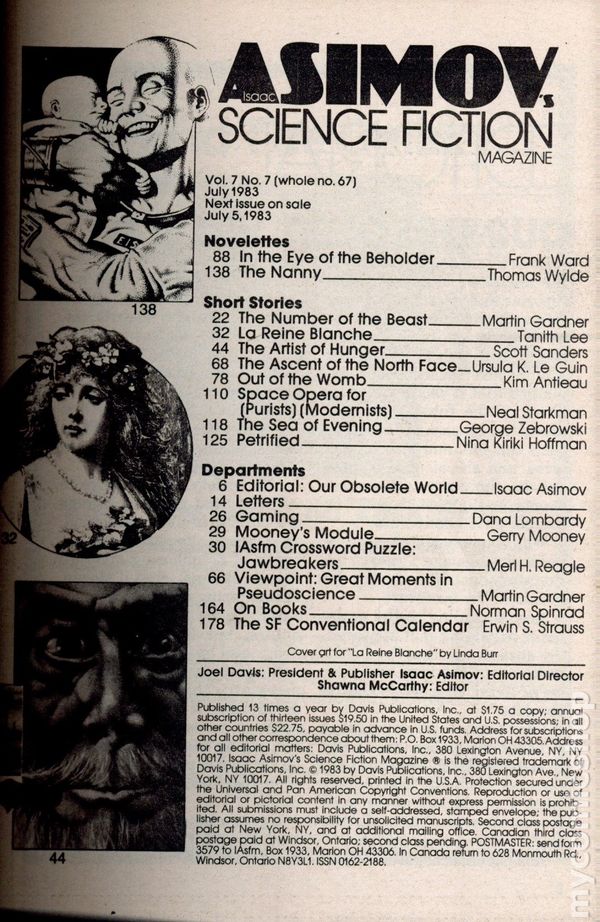 Isaac ASIMOV's
SCIENCE FICTION
MAGAZINE
Vol. 7 No. 7 (whole no. 67)
July 1983
Next issue on sale
July 5, 1983
Novelettes
88 In the Eye of the Beholder Frank Ward
138 The Nanny Thomas Wylde
138
Short Stories
22 The Number of the Beast Martin Gardner
32 La Reine Blanche Tanith Lee
44 The Artist of Hunger Scott Sanders
68 The Ascent of the North Face Ursula K. Le Guin
78 Out of the Womb Kim Antieau
110 Space Opera for
(Purists) (Modernists) Neal Starkman
118 The Sea of Evening George Zebrowski
125 Petrified Nina Kiriki Hoffman
Departments
6 Editorial: Our Obsolete World Isaac Asimov
14 Letters
26 Gaming Dana Lombardy
29 Mooney's Module Gerry Mooney
30 IAsfm Crossword Puzzle:
Jawbreakers Merl H. Reagle
66 Viewpoint: Great Moments in
Pseudoscience Martin Gardner
164 On Books Norman Spinrad
178 The SF Conventional Calendar Erwin S. Strauss
32
Cover art for "La Reine Blanche" by Linda Burr
Joel Davis: President & Publisher Isaac Asimov: Editorial Director
Shawna McCarthy: Editor
Published 13 times a year by Davis Publications, Inc., at $1.75 a copy; annual
subscription of thirteen issues $19.50 in the United States and U.S. possessions; in all
other countries $22.75, payable in advance in U.S. funds. Address for subscriptions
and all other correspondence about them: P.O. Box 1933, Marion OH 43305. Address
for all editorial matters: Davis Publications, Inc., 380 Lexington Avenue, NY, NY
10017. Isaac Asimov's Science Fiction Magazine ® is the registered trademark of
Davis Publications, Inc. © 1983 by Davis Publications, Inc., 380 Lexington Ave., New
York, NY 10017. All rights reserved, printed in the U.S.A. Protection secured under
the Universal and Pan American Copyright Conventions. Reproduction or use of
editorial or pictorial content in any manner without express permission is prohib-
ited. All submissions must include a self-addressed, stamped envelope; the pub-
lisher assumes no responsibility for unsolicited manuscripts. Second class postage
paid at New York, NY, and at additional mailing office. Canadian third class
postage paid at Windsor, Ontario; second class pending. POSTMASTER: send form
3579 to IAsfm, Box 1933, Marion OH 43306. In Canada return to 628 Monmouth Rd.,
Windsor, Ontario N8Y3L1. ISSN 0162-2188.
44
mycomicshop